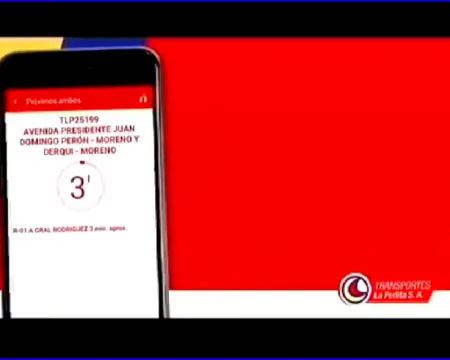 Próximos arribos
TLP25199
AVENIDA PRESIDENTE JUAN
DOMINGO PERÓN - MORENO Y
DERQUI - MORENO
3'
R-01 A GRAL RODRIGUEZ 3 min. aprox.
TRANSPORTES
La Perlita S. A.